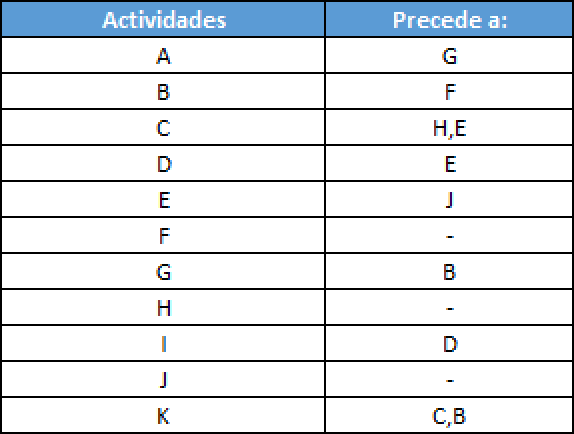 Actividades Precede a:
A G
B F
C H,E
D E
E J
F -
G B
H -
I D
J -
K C,B